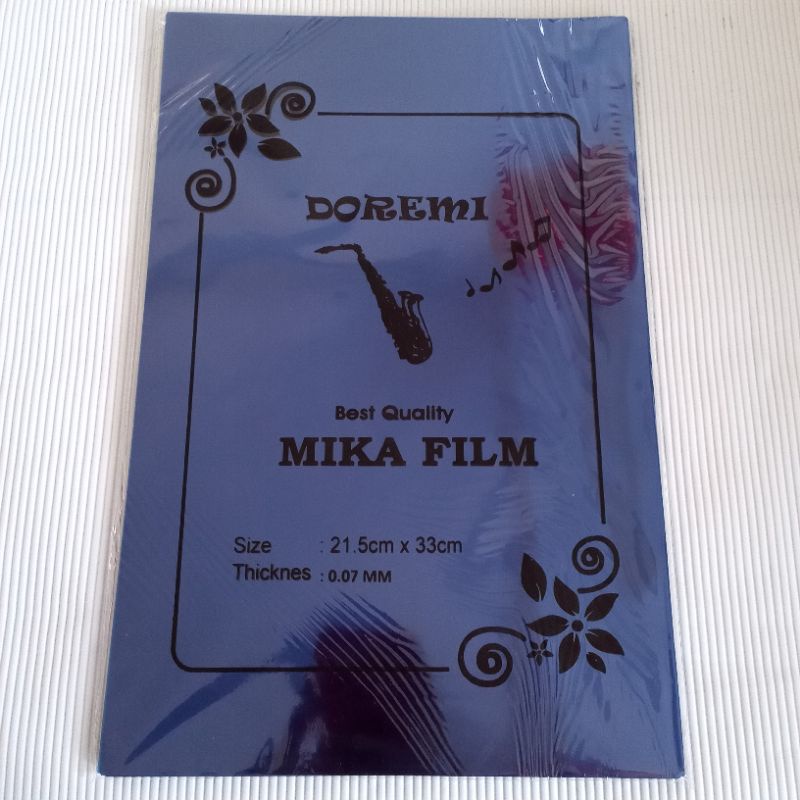 DOREMI
Best Quality
MIKA FILM
Size : 21.5cm x 33cm
Thicknes : 0.07 MM